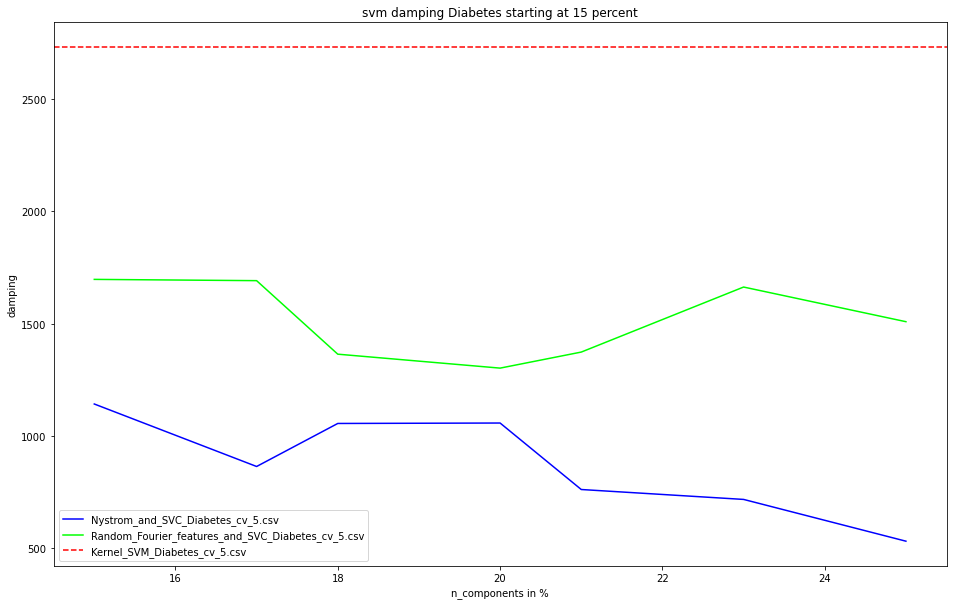 svm damping Diabetes starting at 15 percent
damping
2500
2000
1500
1000
500
Nystrom_and_SVC_Diabetes_cv_5.csv
Random_Fourier_features_and_SVC_Diabetes_cv_5.csv
Kernel_SVM_Diabetes_cv_5.csv
16
18
20
22
24
n_components in %